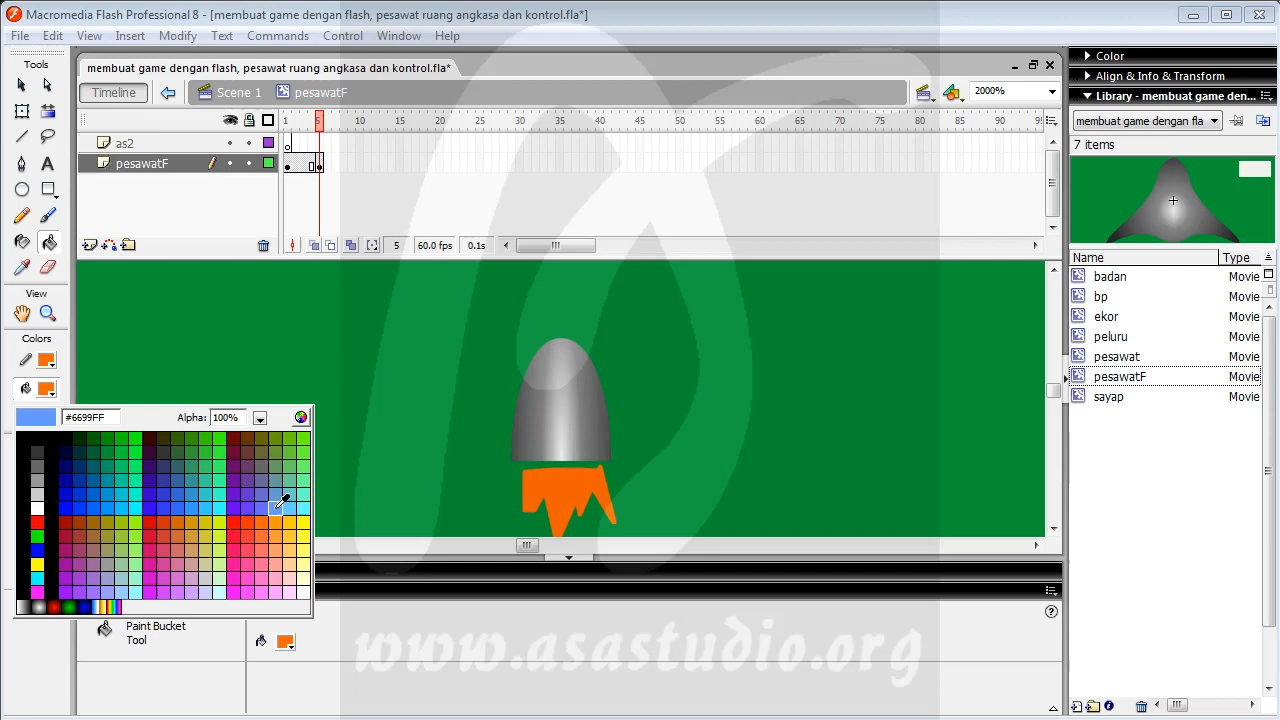 Macromedia Flash Professional 8 - [membuat game dengan flash, pesawat ruang angkasa dan kontrol.fla*]
File Edit View Insert Modify Text Commands Control Window Help
Tools
membuat game dengan flash, pesawat ruang angkasa dan kontrol.fla*
Timeline Scene 1 pesawatF 2000%
1 5 10 15 20 25 30 35 40 45 50 55 60 65 70 75 80 85 90 95
as2
pesawatF
5 60.0 fps 0.1s
View
Colors
#6699FF Alpha: 100%
Paint Bucket
Tool
www.asastudio.org
Color
Align & Info & Transform
Library - membuat game den...
membuat game dengan fla
7 items
Name Type
badan Movie
bp Movie
ekor Movie
peluru Movie
pesawat Movie
pesawatF Movie
sayap Movie